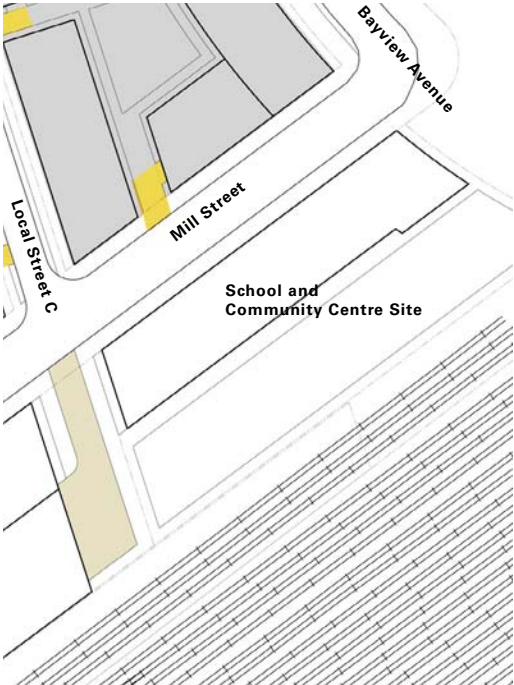 Bayview Avenue
Mill Street
Local Street C
School and
Community Centre Site